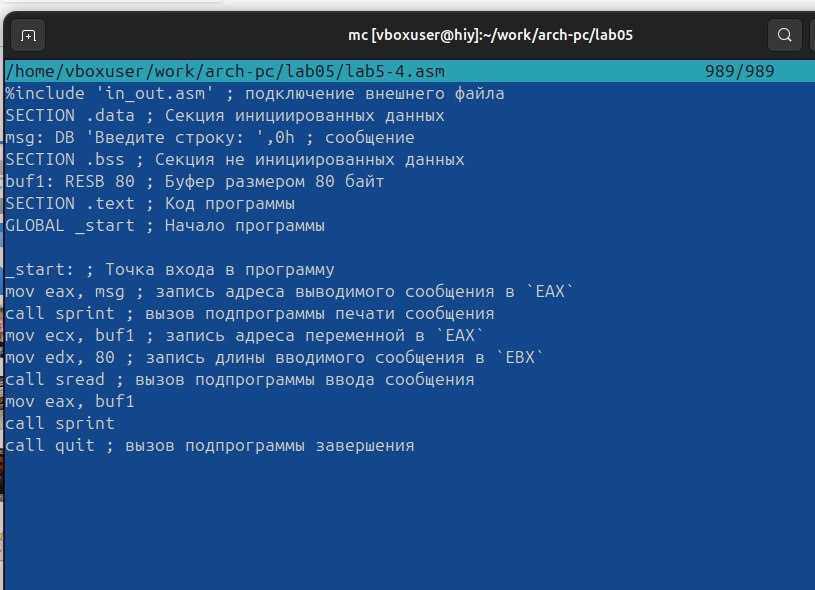 mc [vboxuser@hiy]:~/work/arch-pc/lab05
/home/vboxuser/work/arch-pc/lab05/lab5-4.asm 989/989
%include 'in_out.asm' ; подключение внешнего файла
SECTION .data ; Секция инициированных данных
msg: DB 'Введите строку: ',0h ; сообщение
SECTION .bss ; Секция не инициированных данных
buf1: RESB 80 ; Буфер размером 80 байт
SECTION .text ; Код программы
GLOBAL _start ; Начало программы
_start: ; Точка входа в программу
mov eax, msg ; запись адреса выводимого сообщения в `EAX`
call sprint ; вызов подпрограммы печати сообщения
mov ecx, buf1 ; запись адреса переменной в `EAX`
mov edx, 80 ; запись длины вводимого сообщения в `EBX`
call sread ; вызов подпрограммы ввода сообщения
mov eax, buf1
call sprint
call quit ; вызов подпрограммы завершения